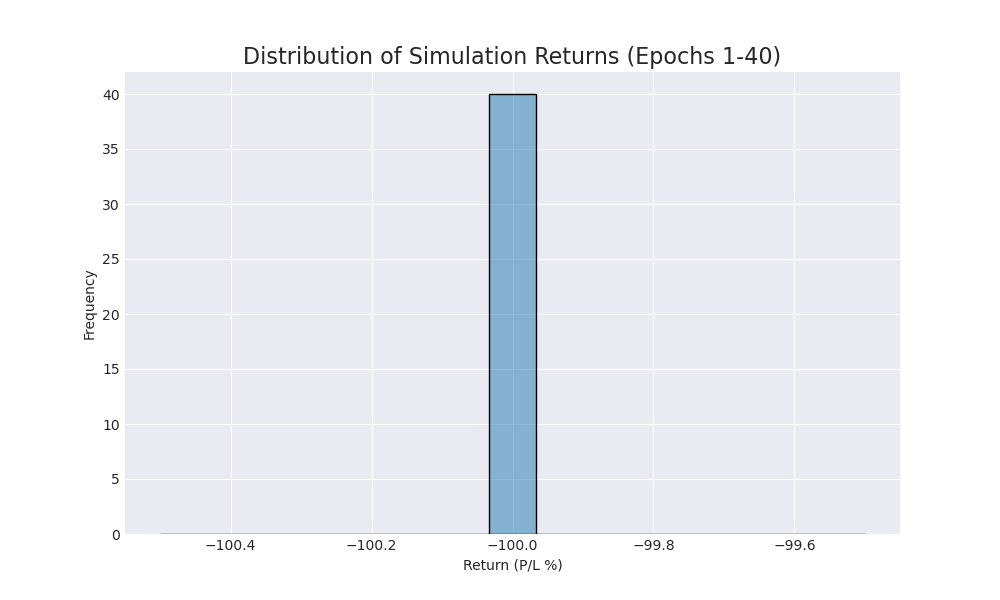 Distribution of Simulation Returns (Epochs 1-40)
40
35
30
25
20
15
10
5
0
Frequency
−100.4 −100.2 −100.0 −99.8 −99.6
Return (P/L %)